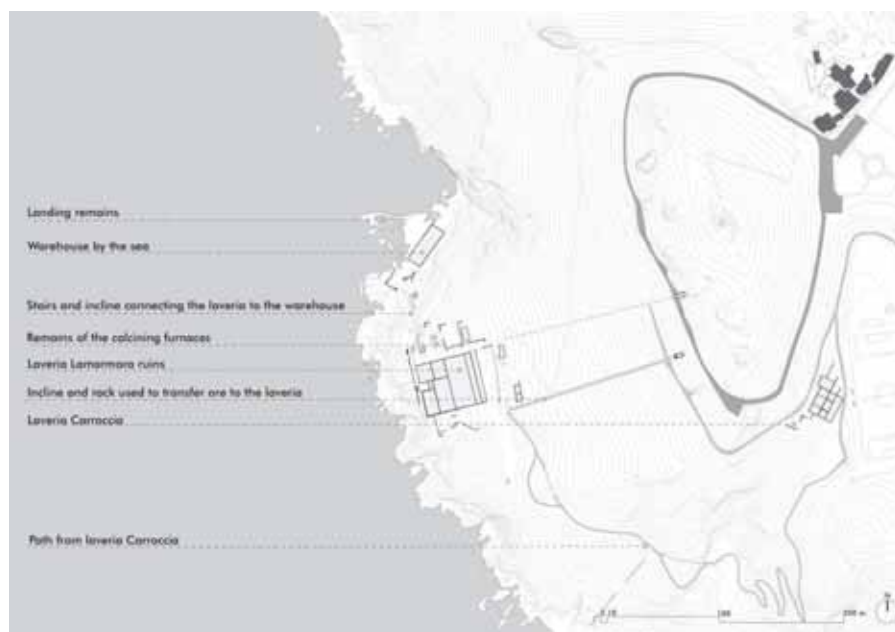 Landing remains
Warehouse by the sea
Stairs and incline connecting the laveria to the warehouse
Remains of the calcining furnaces
Laveria Lamarmora ruins
Incline and rack used to transfer ore to the laveria
Laveria Carroccia
Path from laveria Carroccia
N
100
200 m